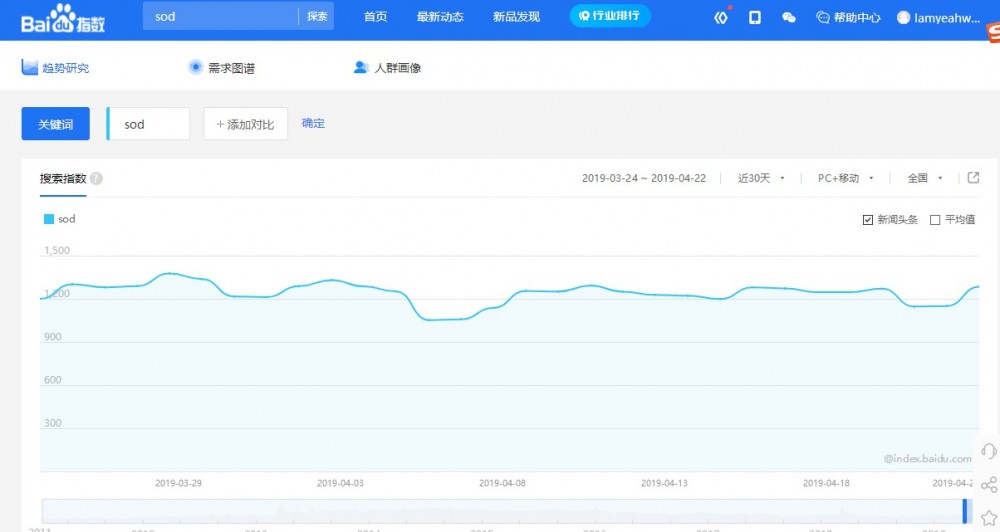 Bai du 指数 sod 探索 首页 最新动态 新品发现 行业排行 帮助中心 lamyeahw...
趋势研究 需求图谱 人群画像
关键词 sod + 添加对比 确定
搜索指数 ? 2019-03-24 ~ 2019-04-22 近30天 PC+移动 全国
sod 新闻头条 平均值
1,500
1,200
900
600
300
@index.baidu.com
2019-03-29 2019-04-03 2019-04-08 2019-04-13 2019-04-18 2019-04-2
2011